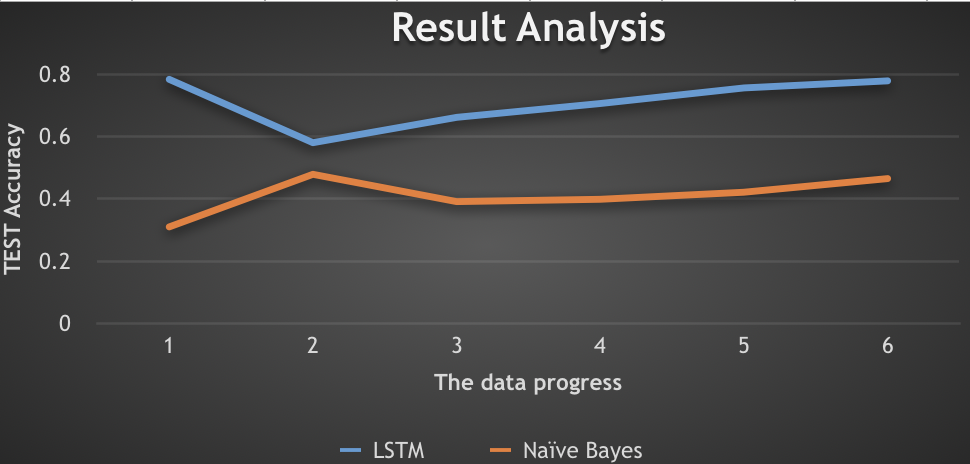 Result Analysis
0.8
0.6
0.4
0.2
0
TEST Accuracy
1 2 3 4 5 6
The data progress
LSTM Naïve Bayes